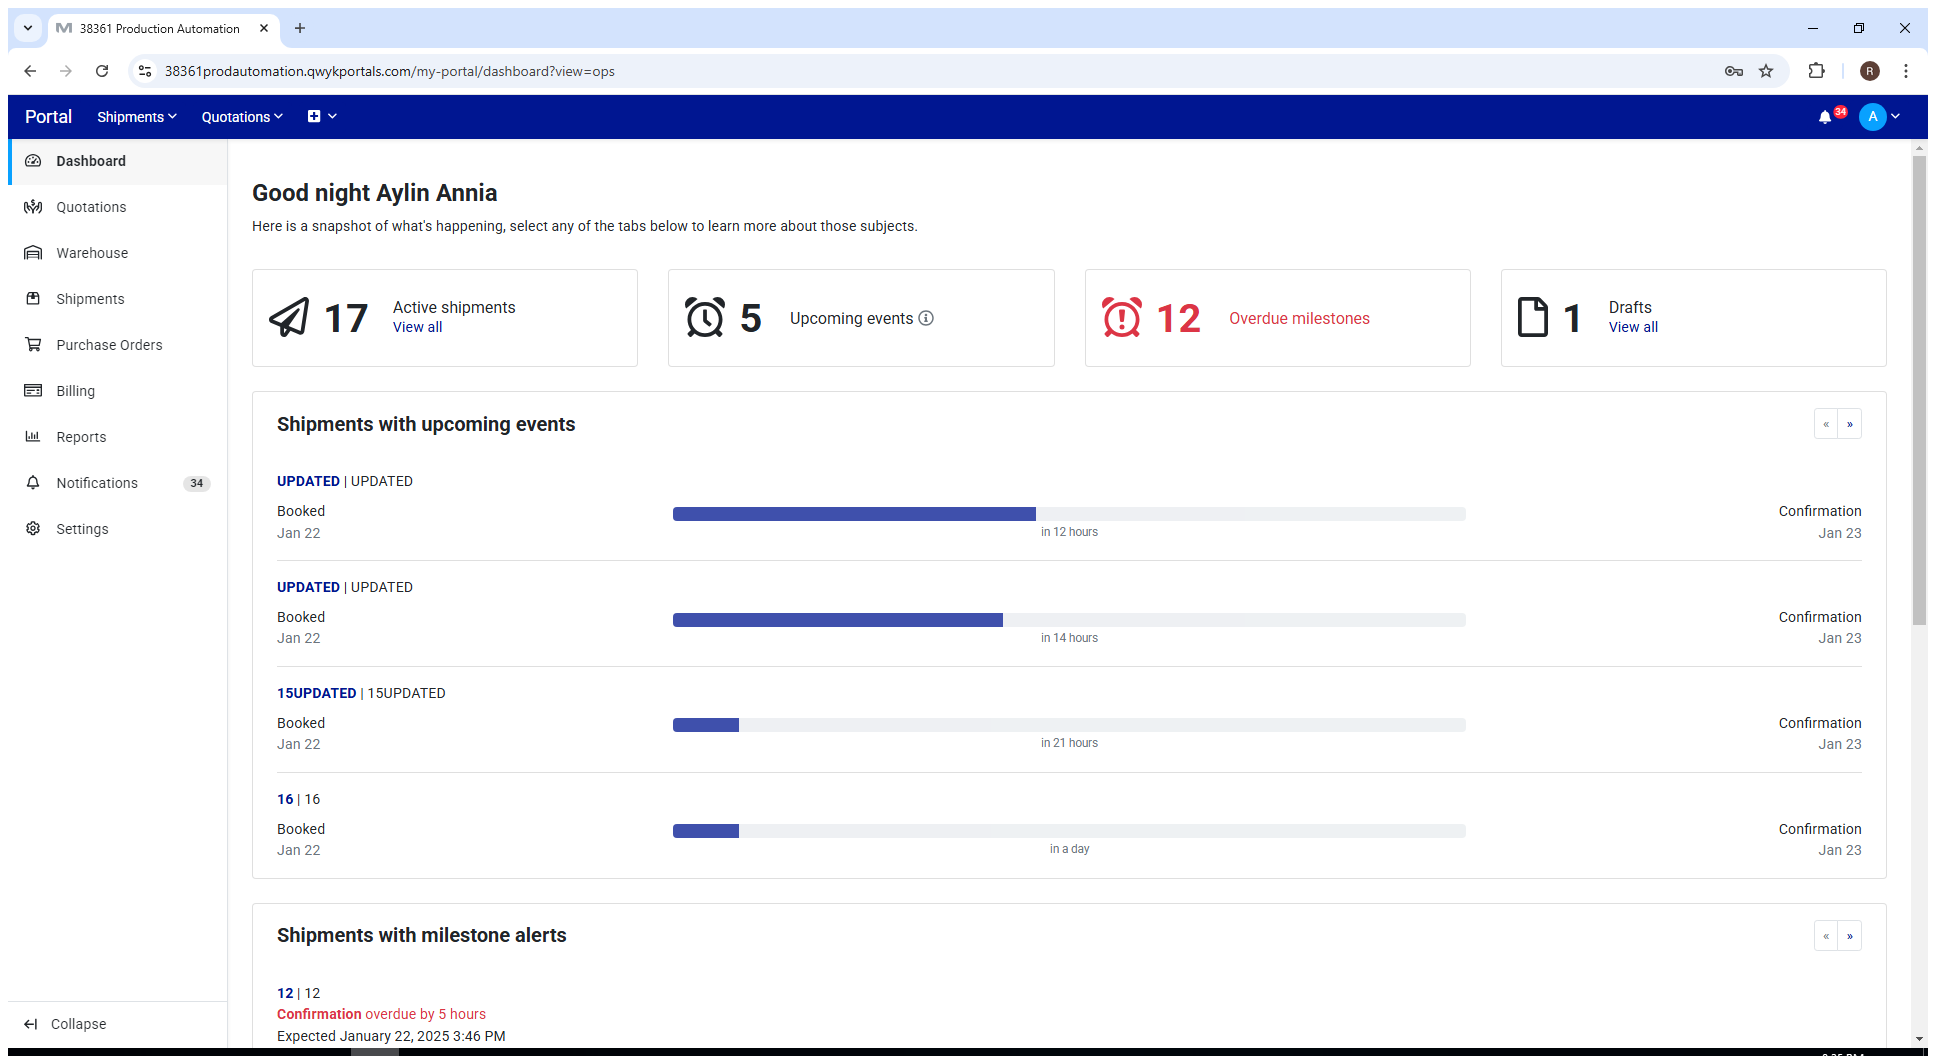 38361 Production Automation
38361prodautomation.qwykportals.com/my-portal/dashboard?view=ops
R
Portal Shipments Quotations 34 A
Dashboard
Quotations
Warehouse
Shipments
Purchase Orders
Billing
Reports
Notifications 34
Settings
Collapse
Good night Aylin Annia
Here is a snapshot of what's happening, select any of the tabs below to learn more about those subjects.
17 Active shipments
View all
5 Upcoming events
12 Overdue milestones
1 Drafts
View all
Shipments with upcoming events « »
UPDATED | UPDATED
Booked Confirmation
Jan 22 in 12 hours Jan 23
UPDATED | UPDATED
Booked Confirmation
Jan 22 in 14 hours Jan 23
15UPDATED | 15UPDATED
Booked Confirmation
Jan 22 in 21 hours Jan 23
16 | 16
Booked Confirmation
Jan 22 in a day Jan 23
Shipments with milestone alerts « »
12 | 12
Confirmation overdue by 5 hours
Expected January 22, 2025 3:46 PM